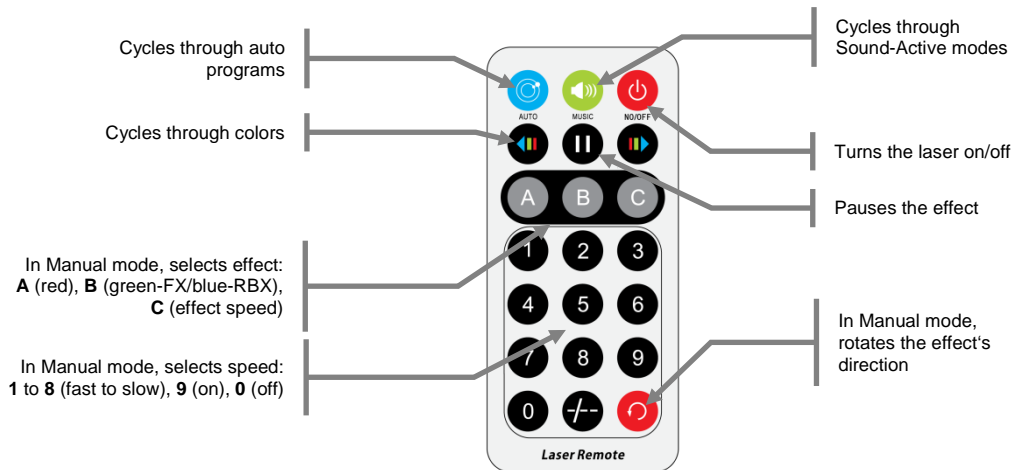 Cycles through auto
programs
Cycles through
Sound-Active modes
AUTO
MUSIC
NO/OFF
Cycles through colors
Turns the laser on/off
A
B
C
Pauses the effect
1
2
3
In Manual mode, selects effect:
A (red), B (green-FX/blue-RBX),
C (effect speed)
4
5
6
In Manual mode,
rotates the effect‘s
direction
In Manual mode, selects speed:
1 to 8 (fast to slow), 9 (on), 0 (off)
7
8
9
0
-/--
Laser Remote